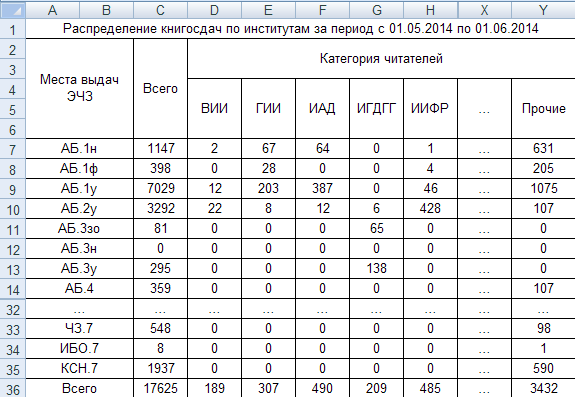 A B C D E F G H X Y
1 Распределение книгосдач по институтам за период с 01.05.2014 по 01.06.2014
2 Категория читателей
3 Места выдач ЭЧЗ Всего
4
5 ВИИ ГИИ ИАД ИГДГГ ИИФР ... Прочие
6
7 АБ.1н 1147 2 67 64 0 1 ... 631
8 АБ.1ф 398 0 28 0 0 4 ... 205
9 АБ.1у 7029 12 203 387 0 46 ... 1075
10 АБ.2у 3292 22 8 12 6 428 ... 107
11 АБ.3зо 81 0 0 0 65 0 ... 0
12 АБ.3н 0 0 0 0 0 0 ... 0
13 АБ.3у 295 0 0 0 138 0 ... 0
14 АБ.4 359 0 0 0 0 0 ... 107
32 ... ... ... ... ... ... ... ... ...
33 ЧЗ.7 548 0 0 0 0 0 ... 98
34 ИБО.7 8 0 0 0 0 0 ... 1
35 КСН.7 1937 0 0 0 0 0 ... 590
36 Всего 17625 189 307 490 209 485 ... 3432